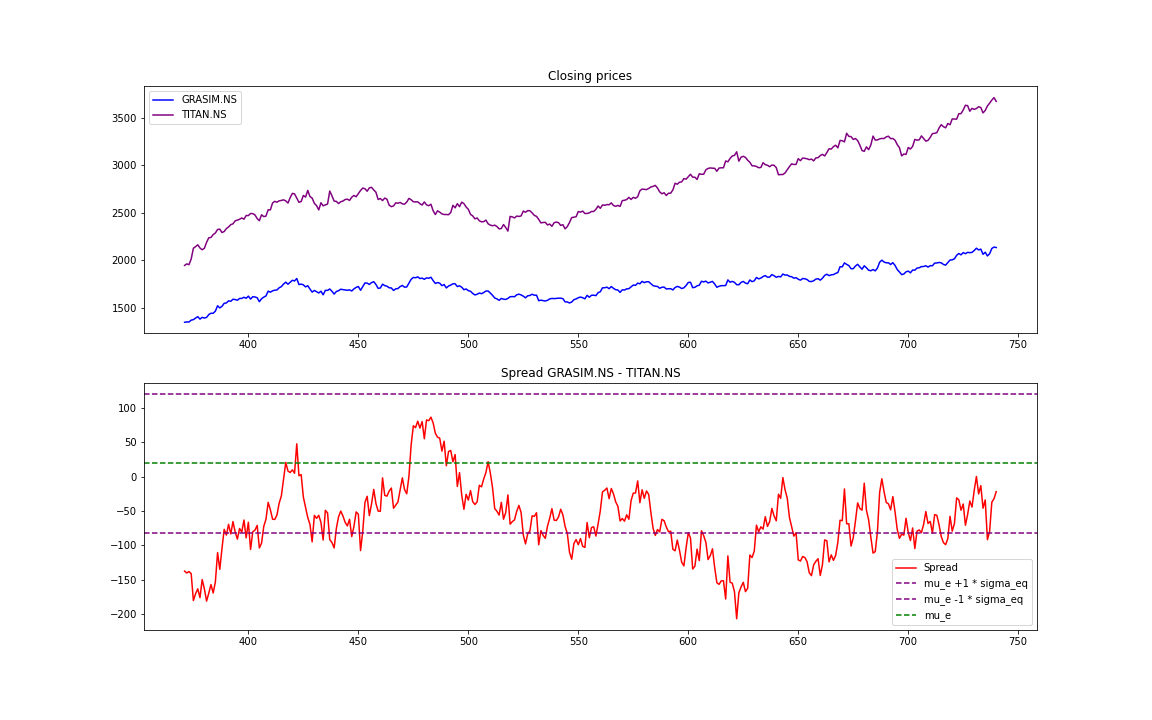 Closing prices
GRASIM.NS
TITAN.NS
3500
3000
2500
2000
1500
400 450 500 550 600 650 700 750
Spread GRASIM.NS - TITAN.NS
100
50
0
−50
−100
−150
−200
Spread
mu_e +1 * sigma_eq
mu_e -1 * sigma_eq
mu_e
400 450 500 550 600 650 700 750